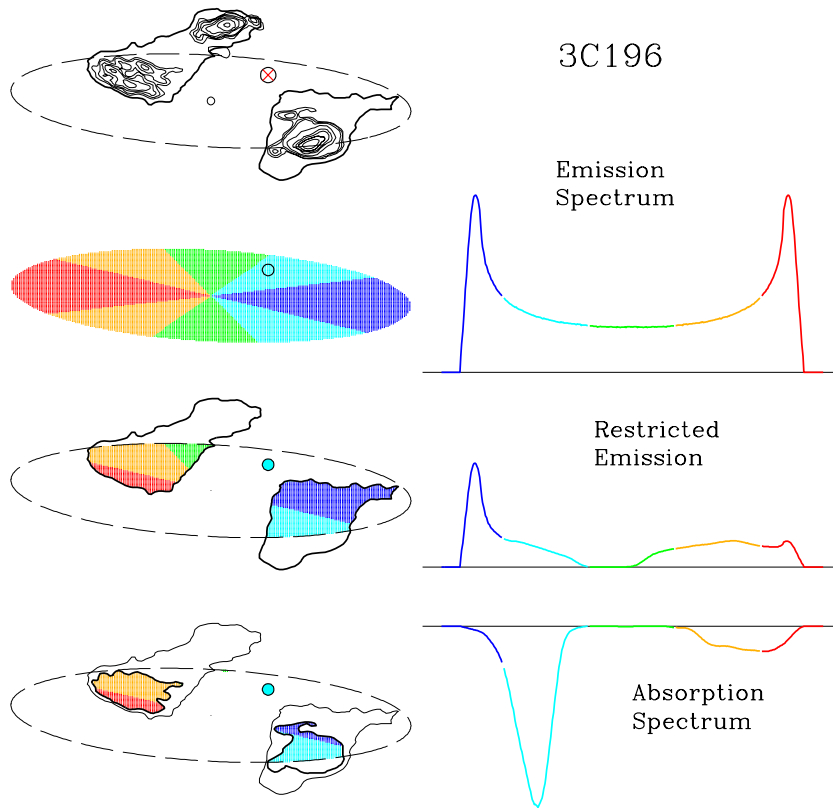 3C196
Emission
Spectrum
Restricted
Emission
Absorption
Spectrum